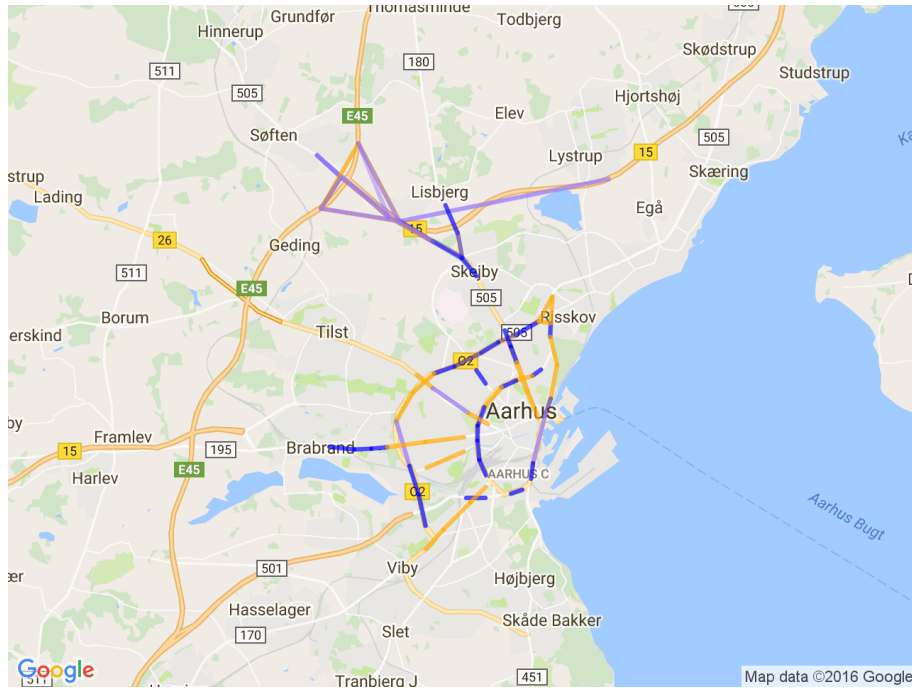 Thomasminde
Grundfør
Todbjerg
Hinnerup
Skødstrup
180
511
Studstrup
505
Hjortshøj
E45
Elev
505
Søften
Lystrup
15
Skæring
Lisbjerg
Lading
Egå
15
26
Geding
Skejby
511
E45
505
Borum
Tilst
Risskov
505
O2
Aarhus
Framlev
15
195
Brabrand
E45
AARHUS C
Harlev
O2
Aarhus Bugt
501
Viby
Højbjerg
Hasselager
Skåde Bakker
170
Slet
Google
511
Tranbjerg J
451
Map data ©2016 Google